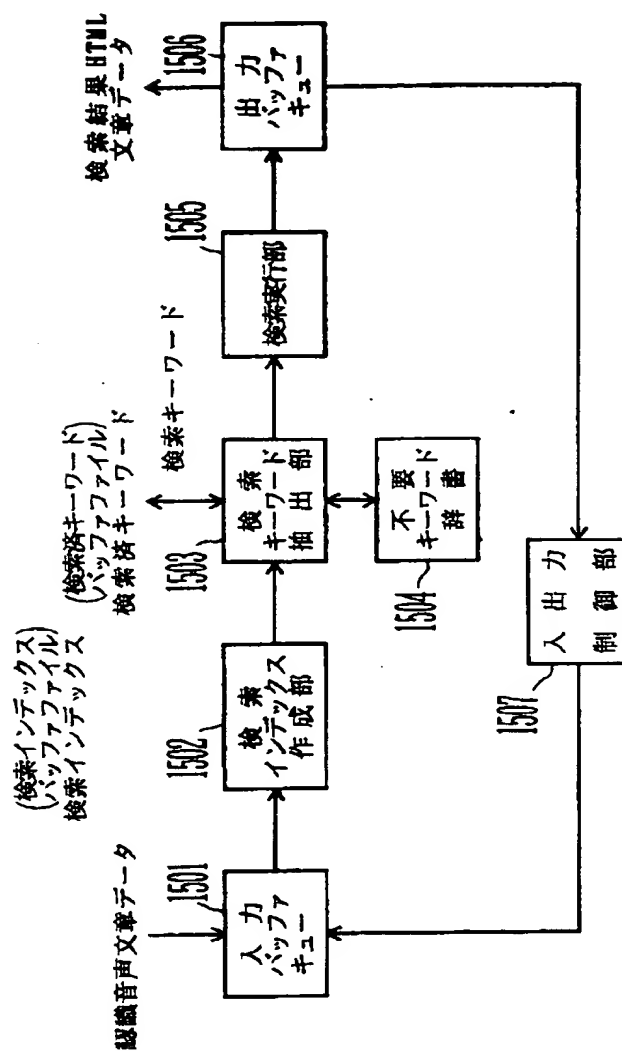 認識音声文章データ
1501
入力
バッファ
キュー
(検索インデックス
バッファファイル)
検索インデックス
1502
検索
インデックス
作成部
(検索済キーワード
バッファファイル)
検索済キーワード
1503
検索
キーワード
抽出部
検索キーワード
1504
不要
キーワード
辞書
1505
検索実行部
検索結果HTML
文章データ
1506
出力
バッファ
キュー
1507
入出力
制御部